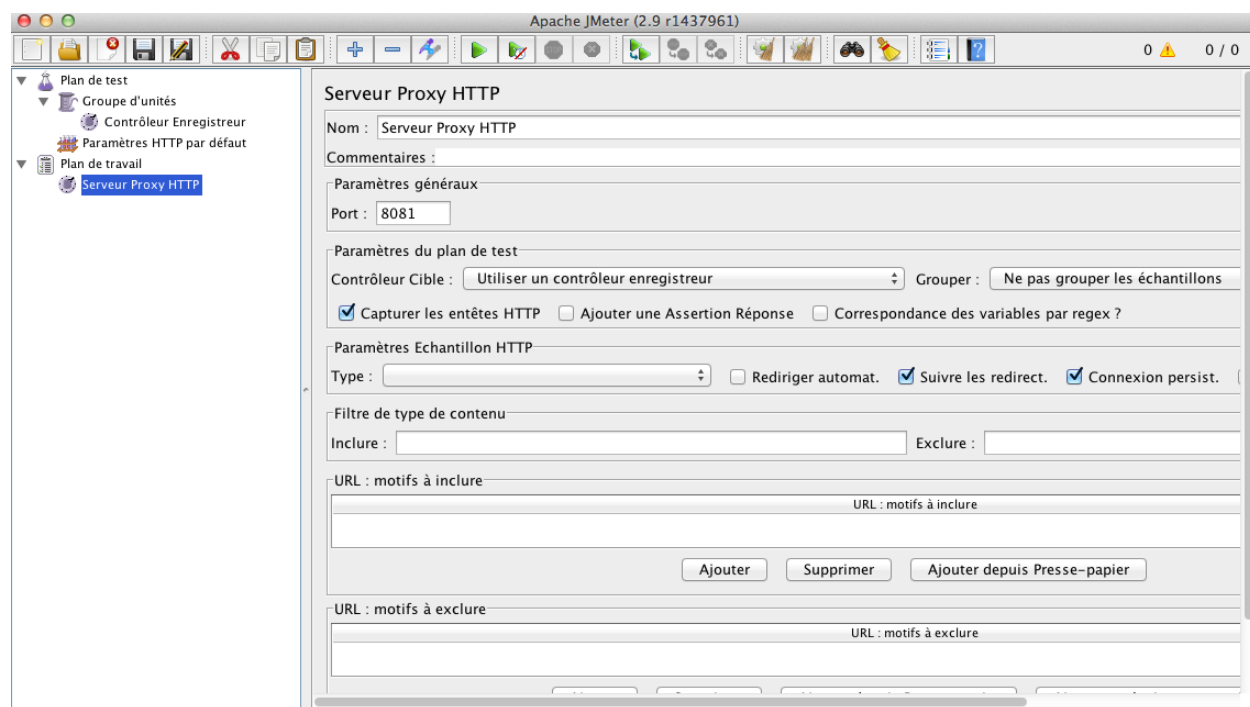 Apache JMeter (2.9 r1437961)
0 0 / 0
Plan de test
Groupe d'unités
Contrôleur Enregistreur
Paramètres HTTP par défaut
Plan de travail
Serveur Proxy HTTP
Serveur Proxy HTTP
Nom : Serveur Proxy HTTP
Commentaires :
Paramètres généraux
Port : 8081
Paramètres du plan de test
Contrôleur Cible : Utiliser un contrôleur enregistreur Grouper : Ne pas grouper les échantillons
Capturer les entêtes HTTP Ajouter une Assertion Réponse Correspondance des variables par regex ?
Paramètres Echantillon HTTP
Type : Rediriger automat. Suivre les redirect. Connexion persist.
Filtre de type de contenu
Inclure : Exclure :
URL : motifs à inclure
URL : motifs à inclure
Ajouter Supprimer Ajouter depuis Presse-papier
URL : motifs à exclure
URL : motifs à exclure